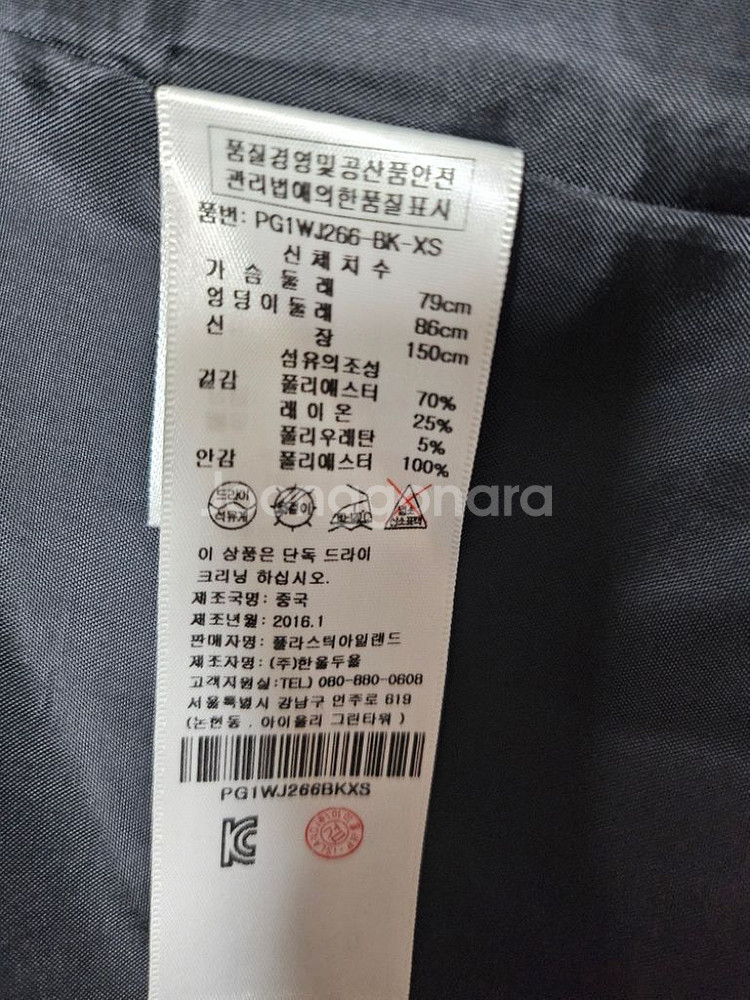 품질경영및공산품안전
관리법에의한품질표시
품번: PG1WJ266-BK-XS
신체치수
가슴둘레 79cm
엉덩이둘레 86cm
신장 150cm
섬유의조성
겉감 폴리에스터 70%
레이온 25%
폴리우레탄 5%
안감 폴리에스터 100%
드라이
이 상품은 단독 드라이
크리닝 하십시오.
제조국명: 중국
제조년월: 2016.1
판매자명: 플라스틱아일랜드
제조자명: (주)한올두올
고객지원실:TEL) 080-880-0608
서울특별시 강남구 언주로 619
(논현동 . 아이올리 그린타워 )
PG1WJ266BKXS
joonggonara